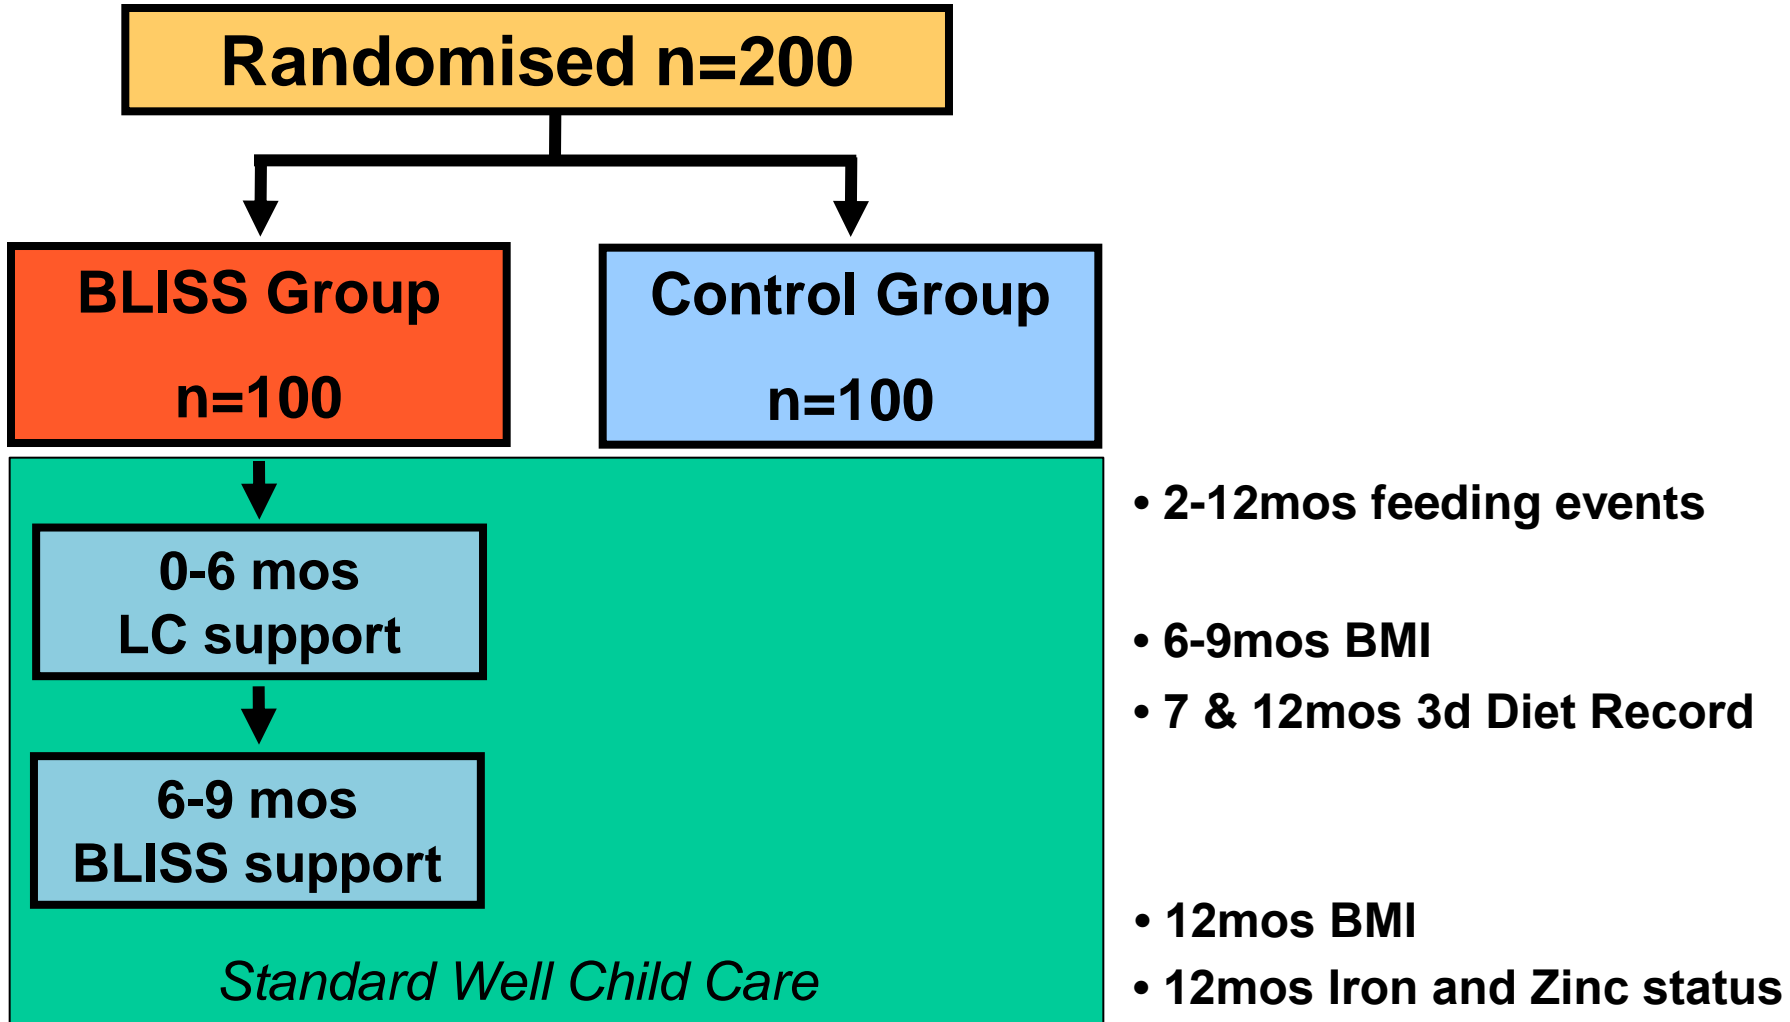 Randomised n=200
BLISS Group
n=100
Control Group
n=100
0-6 mos
LC support
6-9 mos
BLISS support
Standard Well Child Care
• 2-12mos feeding events
• 6-9mos BMI
• 7 & 12mos 3d Diet Record
• 12mos BMI
• 12mos Iron and Zinc status